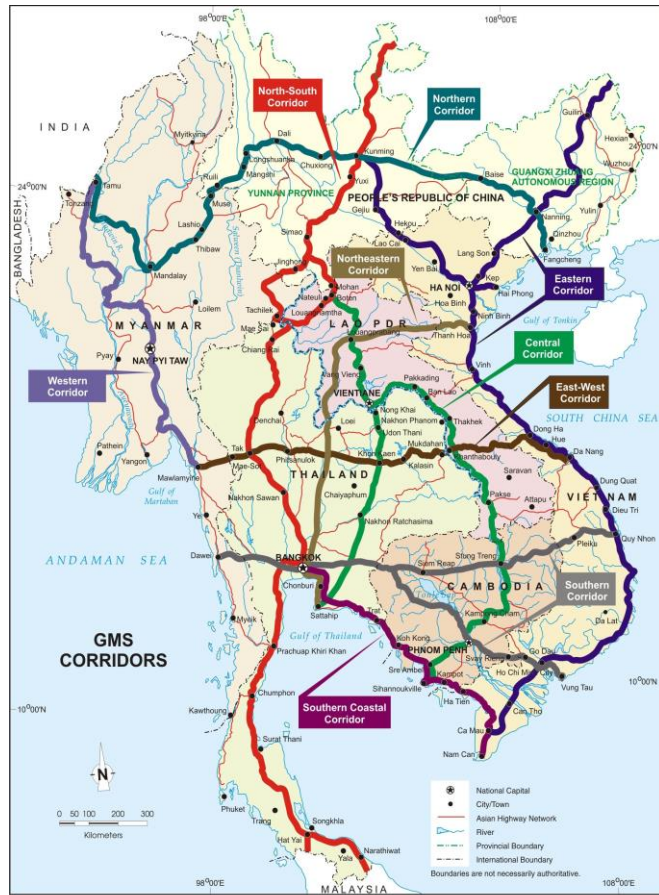 98°00'E
108°00'E
North-South
Corridor
Northern
Corridor
Guilin
Hexian
24°00'N
Wuzhou
INDIA
Myitkyina
Dali
Longshuanha
Chuxiong
Kunming
Mangshi
Baise
GUANGXI ZHUANG
AUTONOMOUS REGION
24°00'N
Tamu
Ruili
Yuxi
YUNNAN PROVINCE
PEOPLE'S REPUBLIC OF CHINA
Muse
Gejiu
Nanning
Yulin
BANGLADESH
Lashio
Simao
Hekou
Lao Cai
Qinzhou
Thibaw
Northeastern
Corridor
Lang Son
Fangcheng
Mandalay
Jinghong
Yen Bai
Kep
Mohan
HA NOI
Hai Phong
Eastern
Corridor
Nateuil
Boten
Hoa Binh
Loilem
Tachilek
Louangnamtha
LAO PDR
Ninh Binh
MYANMAR
Mae Sai
Louangprabang
Thanh Hoa
Gulf of Tonkin
Chiang Rai
NAY PYI TAW
Pyay
Central
Corridor
Vinh
Vang Vieng
Western
Corridor
Pakkading
Ban Lao
East-West
Corridor
VIENTIANE
Nong Khai
Denchai
Loei
Nakhon Phanom
Thakhek
SOUTH CHINA SEA
Udon Thani
Pathein
Yangon
Tak
Mukdahan
Dong Ha
Hue
Mae Sot
Phitsanulok
Khon Kaen
Kalasin
Da Nang
Mawlamyine
THAILAND
Saravan
Gulf of
Martaban
Chaiyaphum
Dung Quat
Nakhon Sawan
Paksa
Attapu
VIETNAM
Ye
Nakhon Ratchasima
Dieu Tri
Quy Nhon
ANDAMAN SEA
Dawei
BANGKOK
Stung Treng
Pleiku
Siem Reap
Chonburi
CAMBODIA
Southern
Corridor
Sattahip
Trat
Kampong Cham
Da Lat
Myeik
Gulf of Thailand
GMS
CORRIDORS
Koh Kong
PHNOM PENH
Prachuap Khiri Khan
Svay Rieng
Go Dau
Sre Ambel
Kampot
Ho Chi Minh City
Vung Tau
10°00'N
Sihanoukville
Chumphon
Southern Coastal
Corridor
Ha Tien
Can Tho
Kawthoung
10°00'N
Ca Mau
Surat Thani
Nam Can
N
National Capital
City/Town
0 50 100 200 300
Asian Highway Network
Phuket
Kilometers
River
Trang
Songkhla
Provincial Boundary
Hat Yai
International Boundary
Yala
Narathiwat
Boundaries are not necessarily authoritative.
98°00'E
MALAYSIA
108°00'E